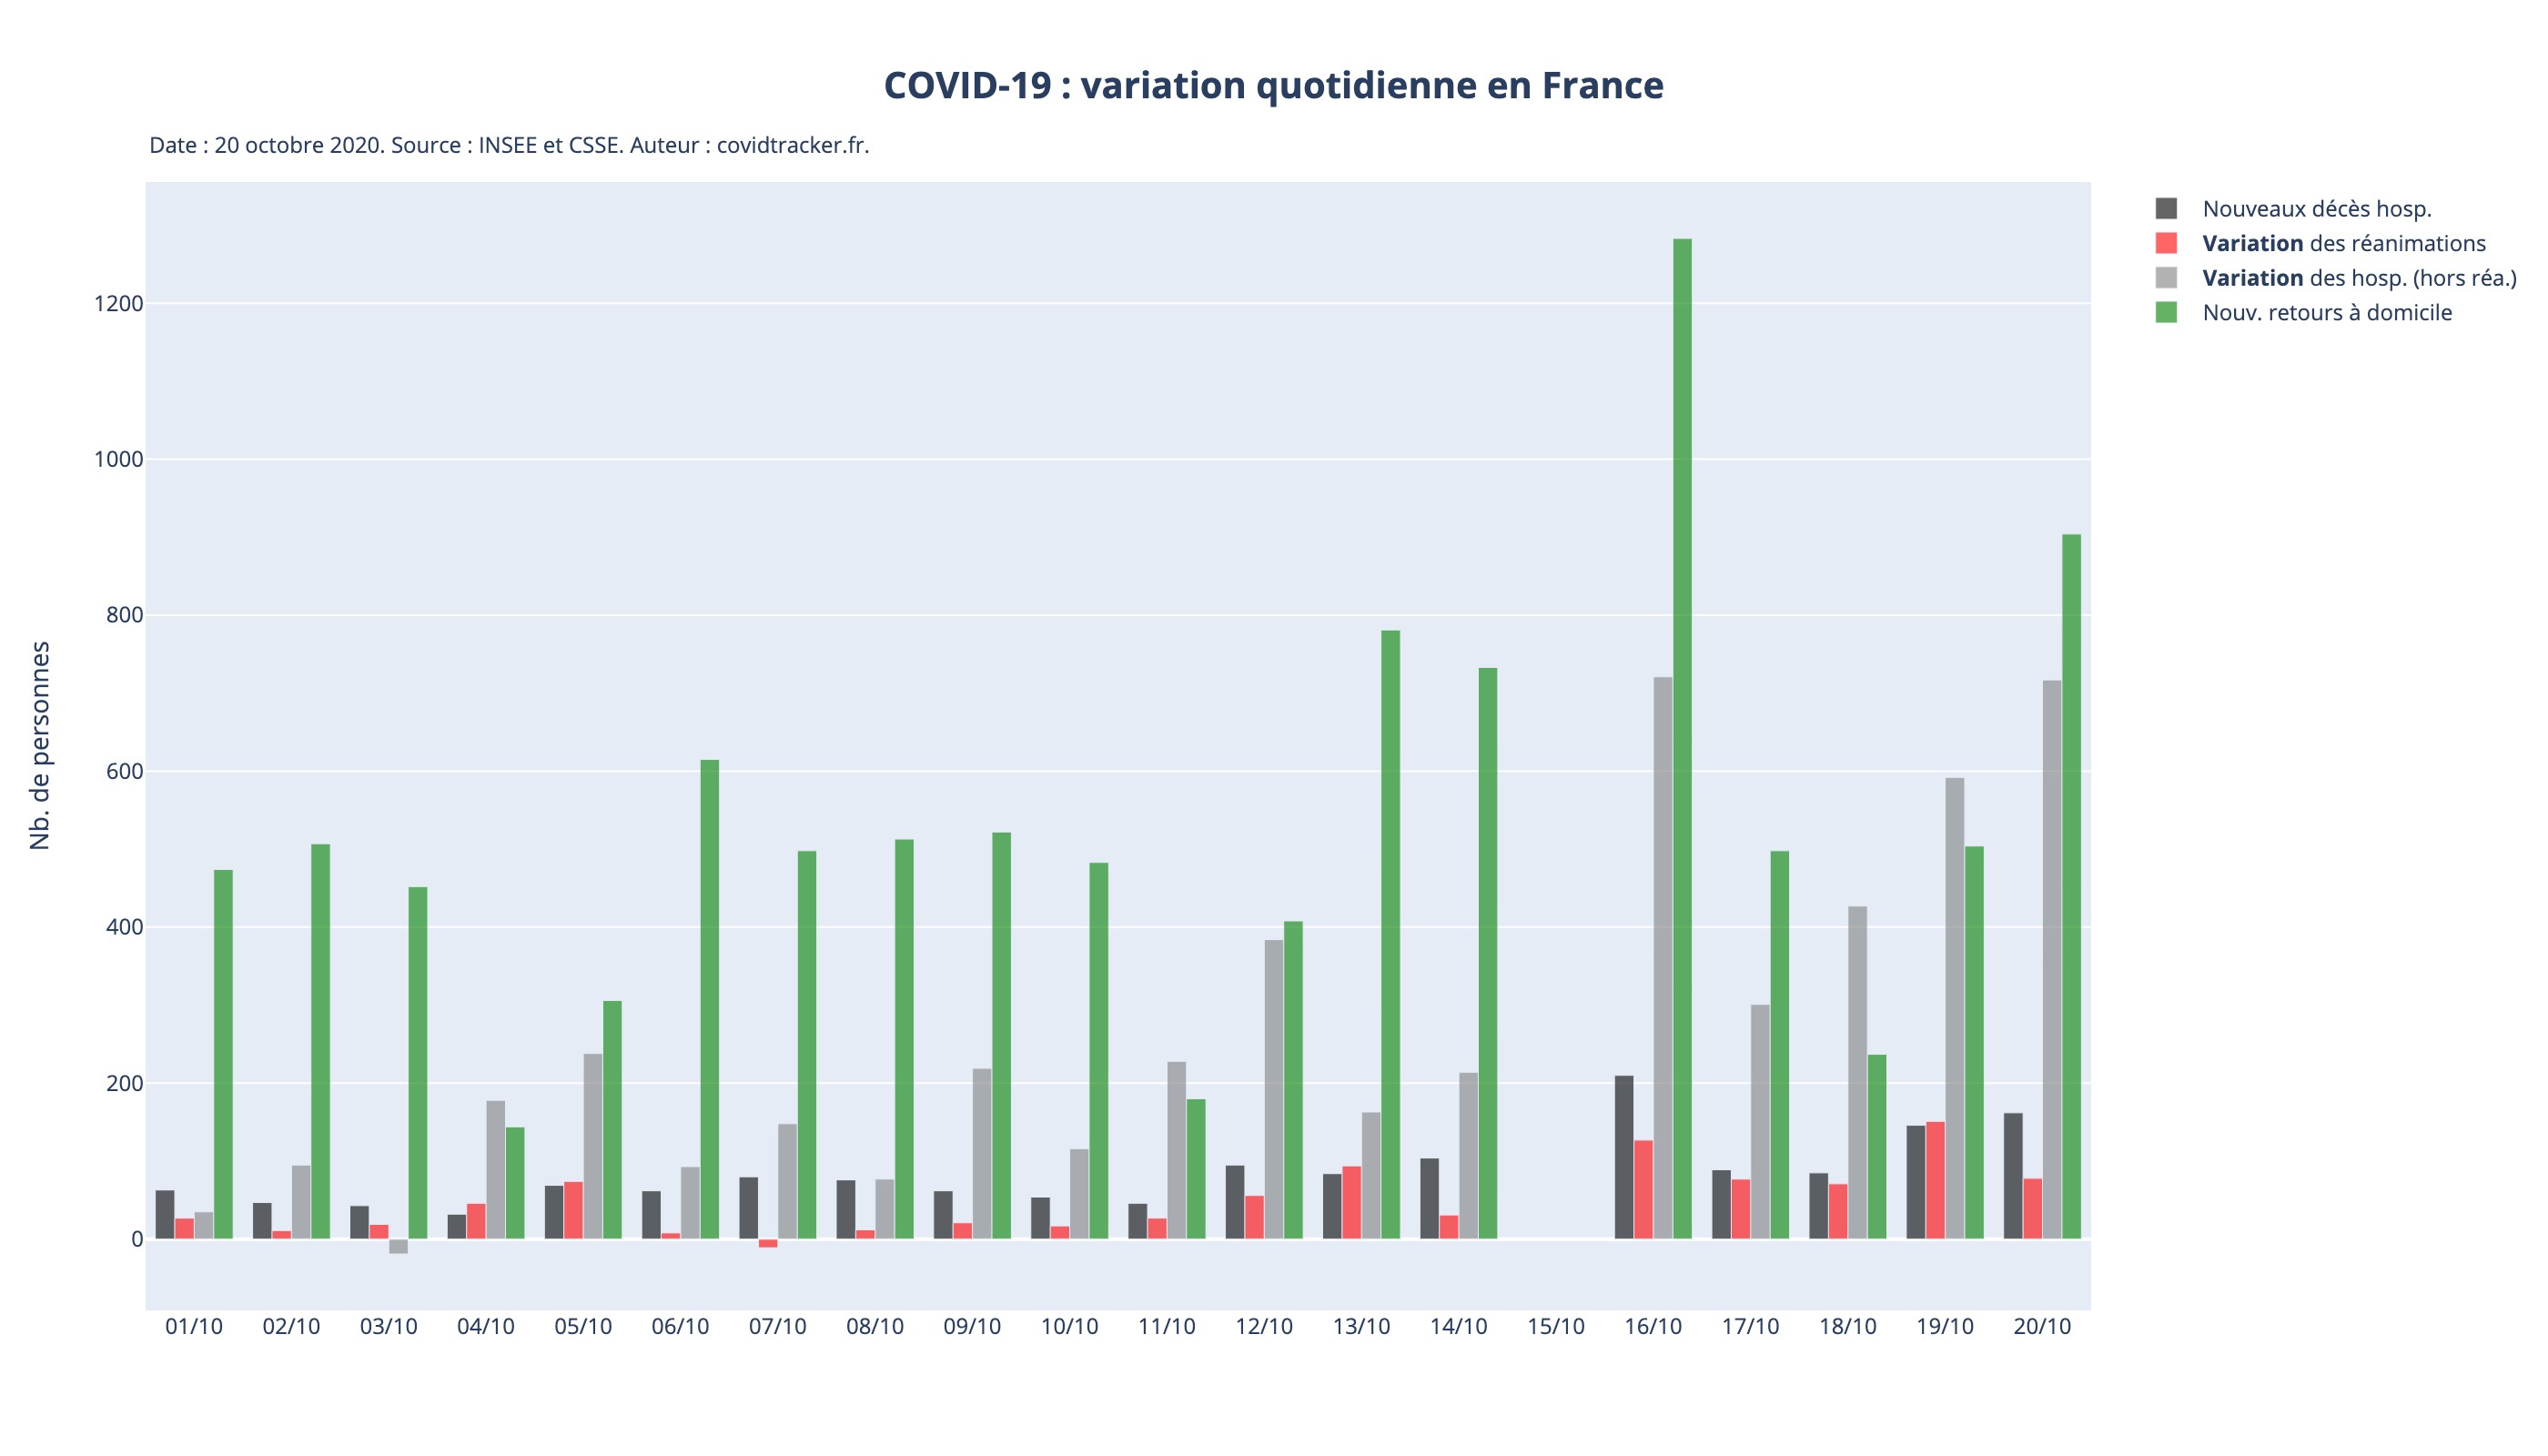 COVID-19 : variation quotidienne en France
Date : 20 octobre 2020. Source : INSEE et CSSE. Auteur : covidtracker.fr.
Nouveaux décès hosp.
Variation des réanimations
Variation des hosp. (hors réa.)
Nouv. retours à domicile
Nb. de personnes
1200
1000
800
600
400
200
0
01/10 02/10 03/10 04/10 05/10 06/10 07/10 08/10 09/10 10/10 11/10 12/10 13/10 14/10 15/10 16/10 17/10 18/10 19/10 20/10